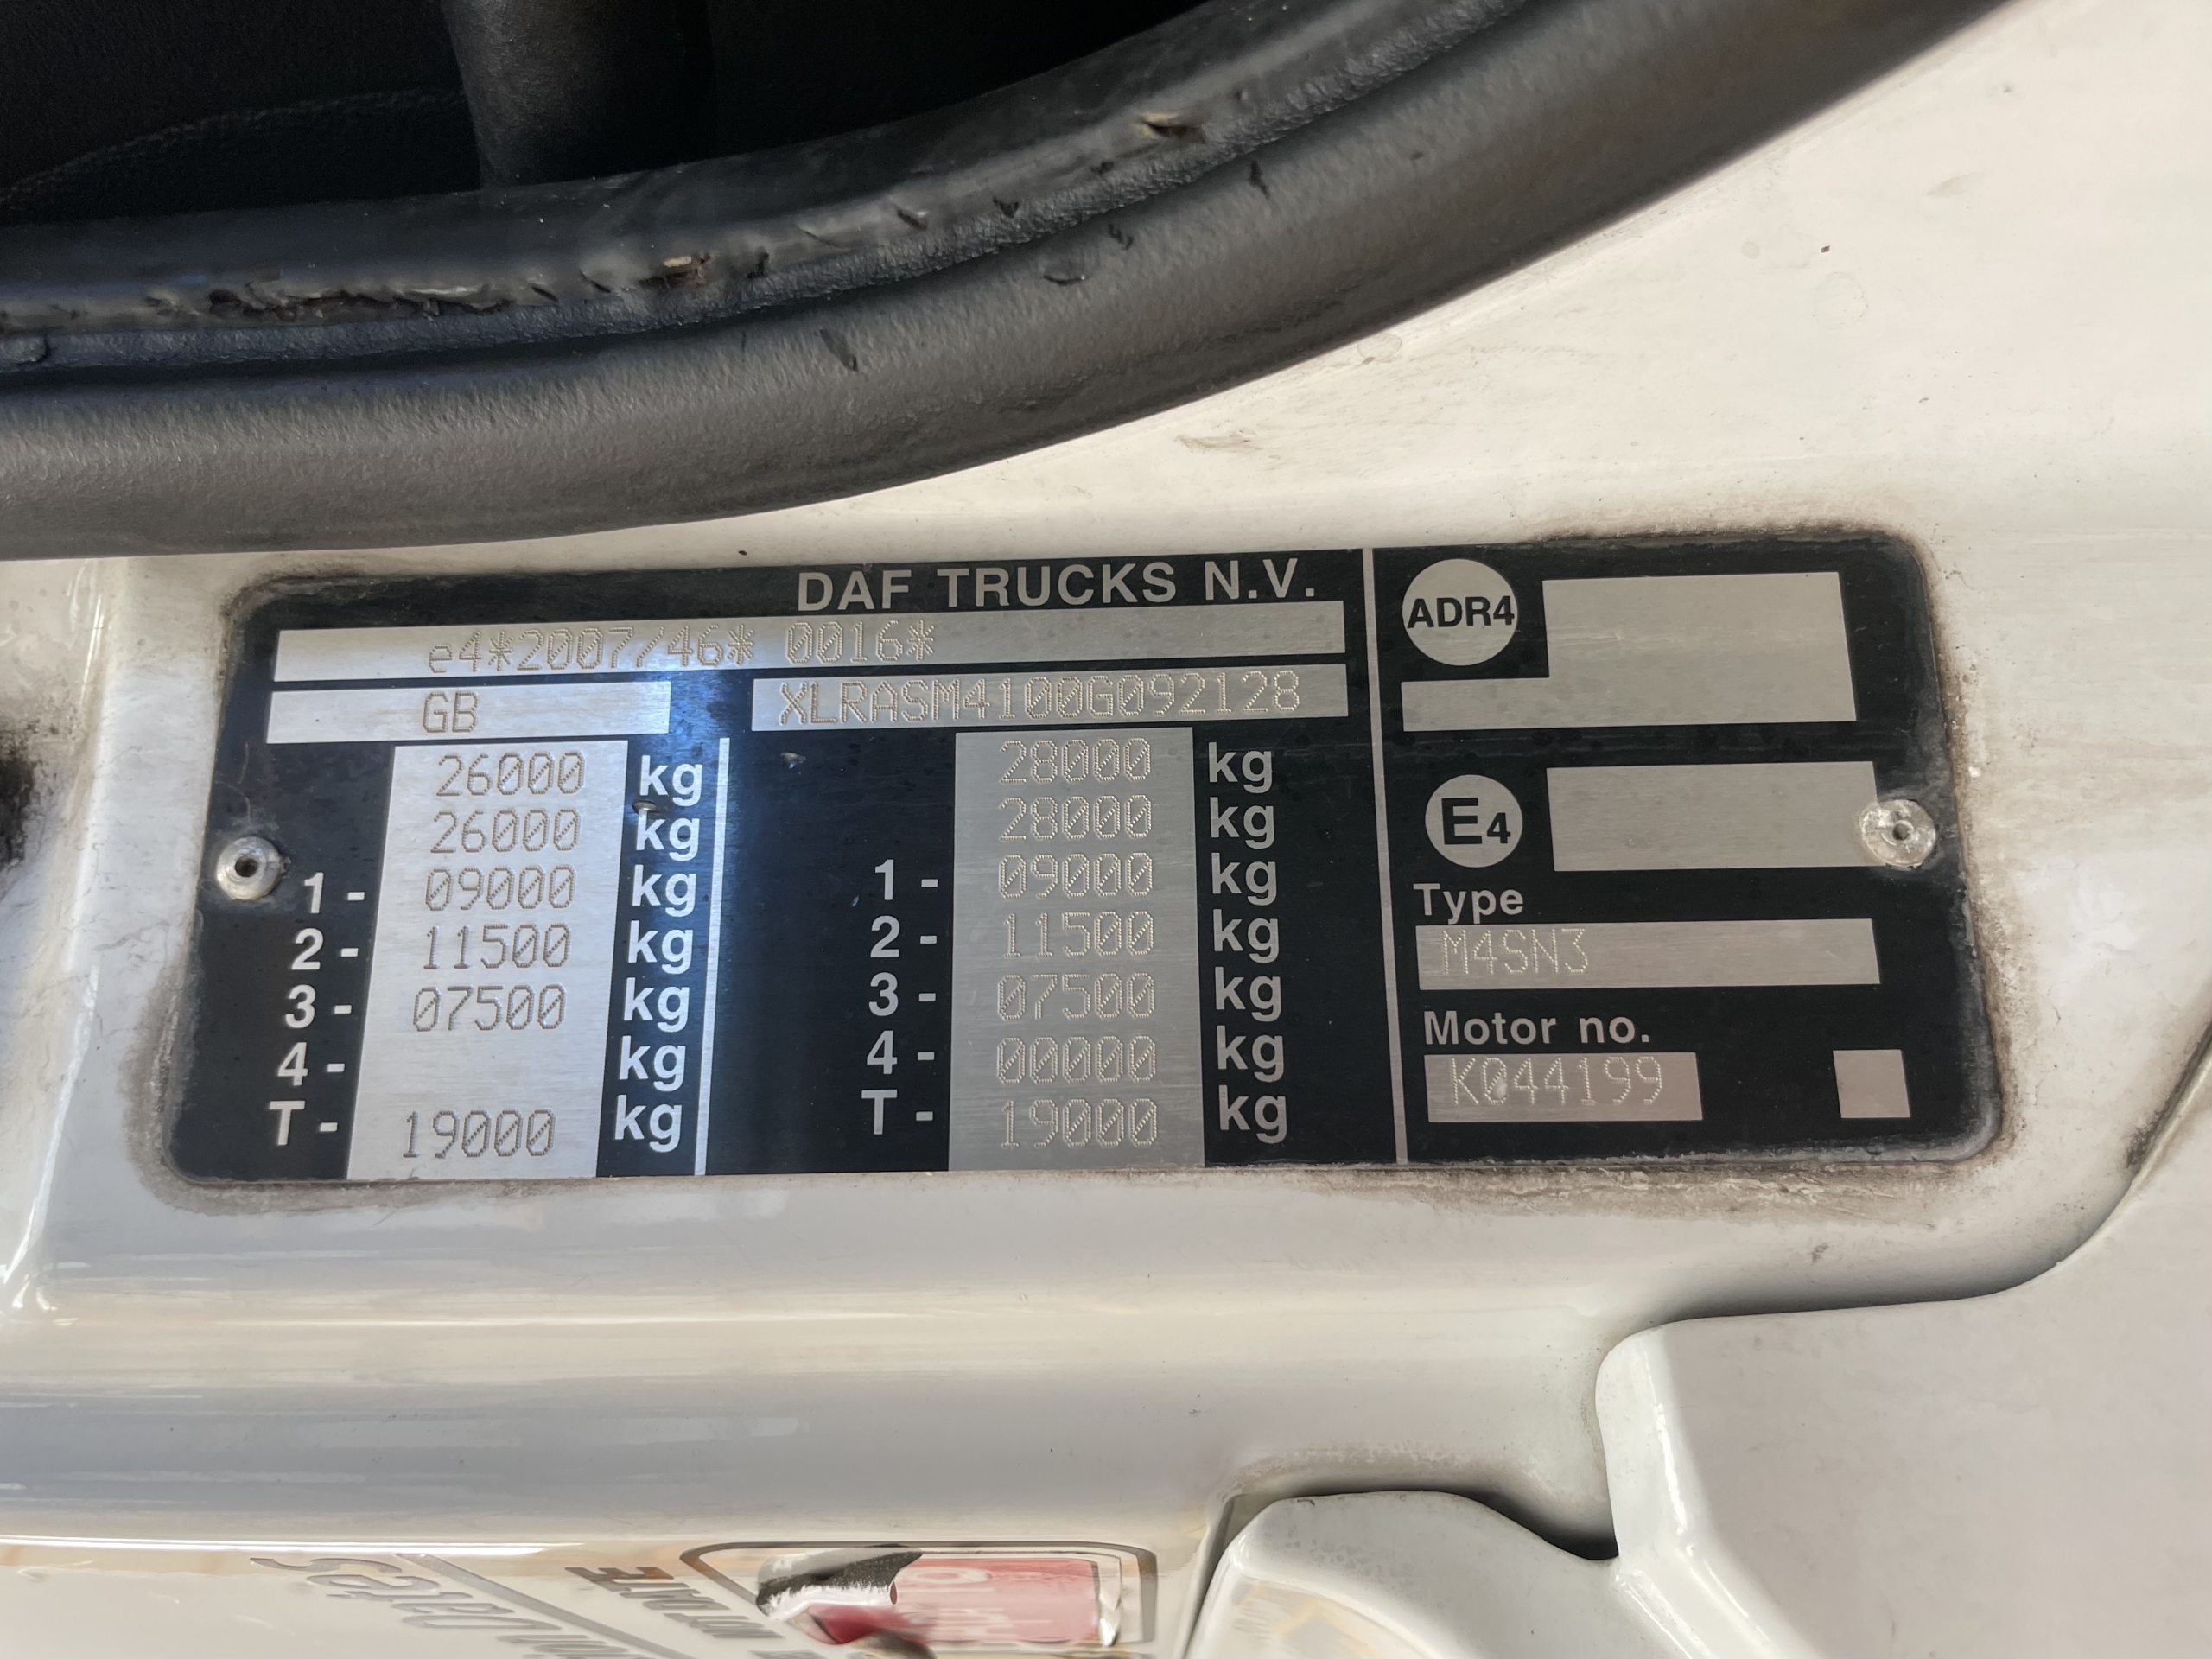 DAF TRUCKS N.V.
e4*2007/46* 0016*
GB XLRASM4100G092128
26000 kg
26000 kg
1 - 09000 kg
2 - 11500 kg
3 - 07500 kg
4 - kg
T - 19000 kg
28000 kg
28000 kg
1 - 09000 kg
2 - 11500 kg
3 - 07500 kg
4 - 00000 kg
T - 19000 kg
ADR4
E4
Type
M4SN3
Motor no.
K044199